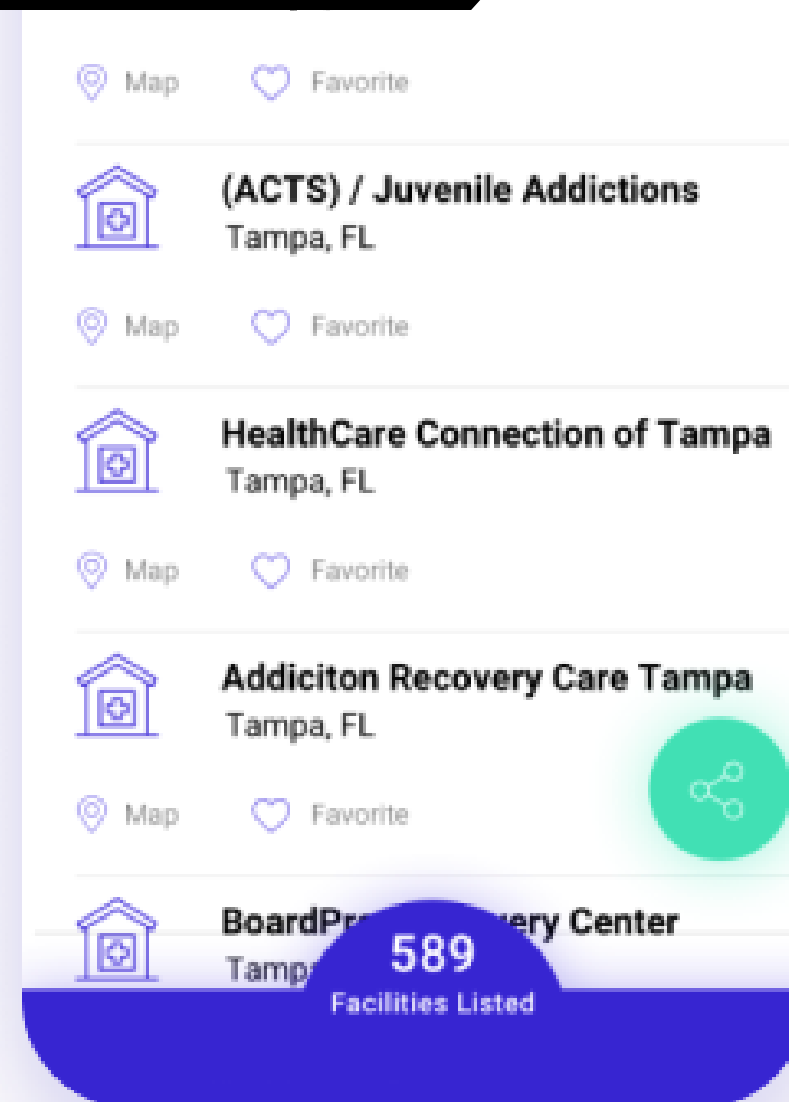 Map Favorite
(ACTS) / Juvenile Addictions
Tampa, FL
Map Favorite
HealthCare Connection of Tampa
Tampa, FL
Map Favorite
Addiciton Recovery Care Tampa
Tampa, FL
Map Favorite
Center
589
Facilities Listed